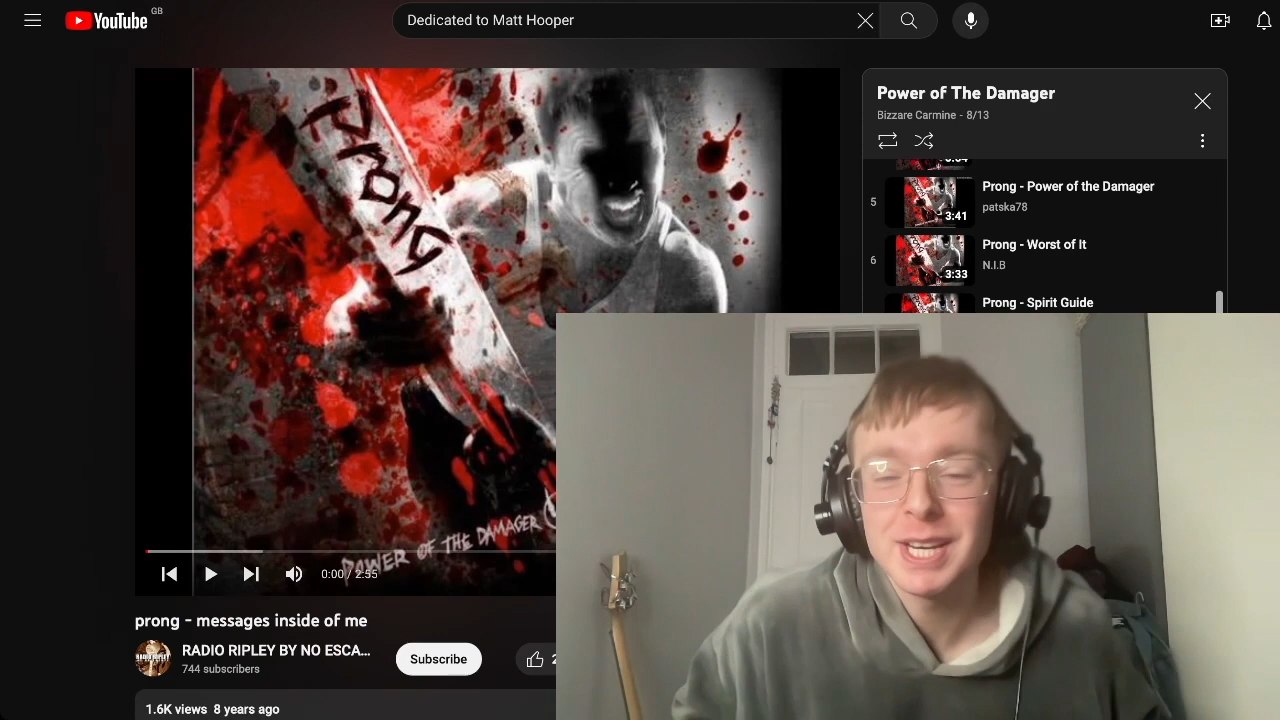 YouTube GB
Dedicated to Matt Hooper
Prong
POWER OF THE DAMAGER
0:00 / 2:55
prong - messages inside of me
RADIO RIPLEY BY NO ESCA...
744 subscribers
Subscribe
1.6K views 8 years ago
Power of The Damager
Bizzare Carmine - 8/13
5
Prong - Power of the Damager
patska78
3:41
6
Prong - Worst of It
N.I.B
3:33
Prong - Spirit Guide